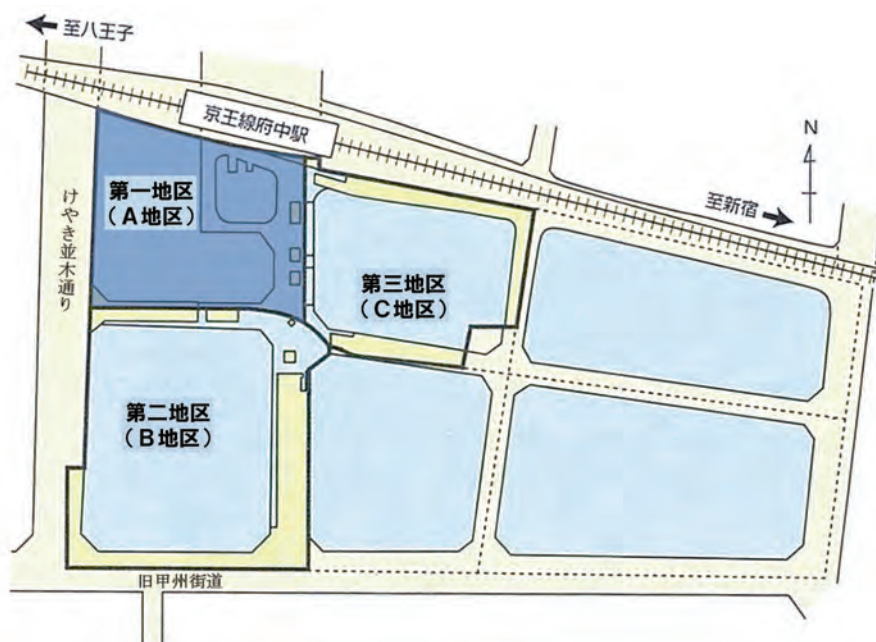 至八王子
京王線府中駅
N
至新宿
けやき並木通り
第一地区
（A地区）
第三地区
（C地区）
第二地区
（B地区）
旧甲州街道